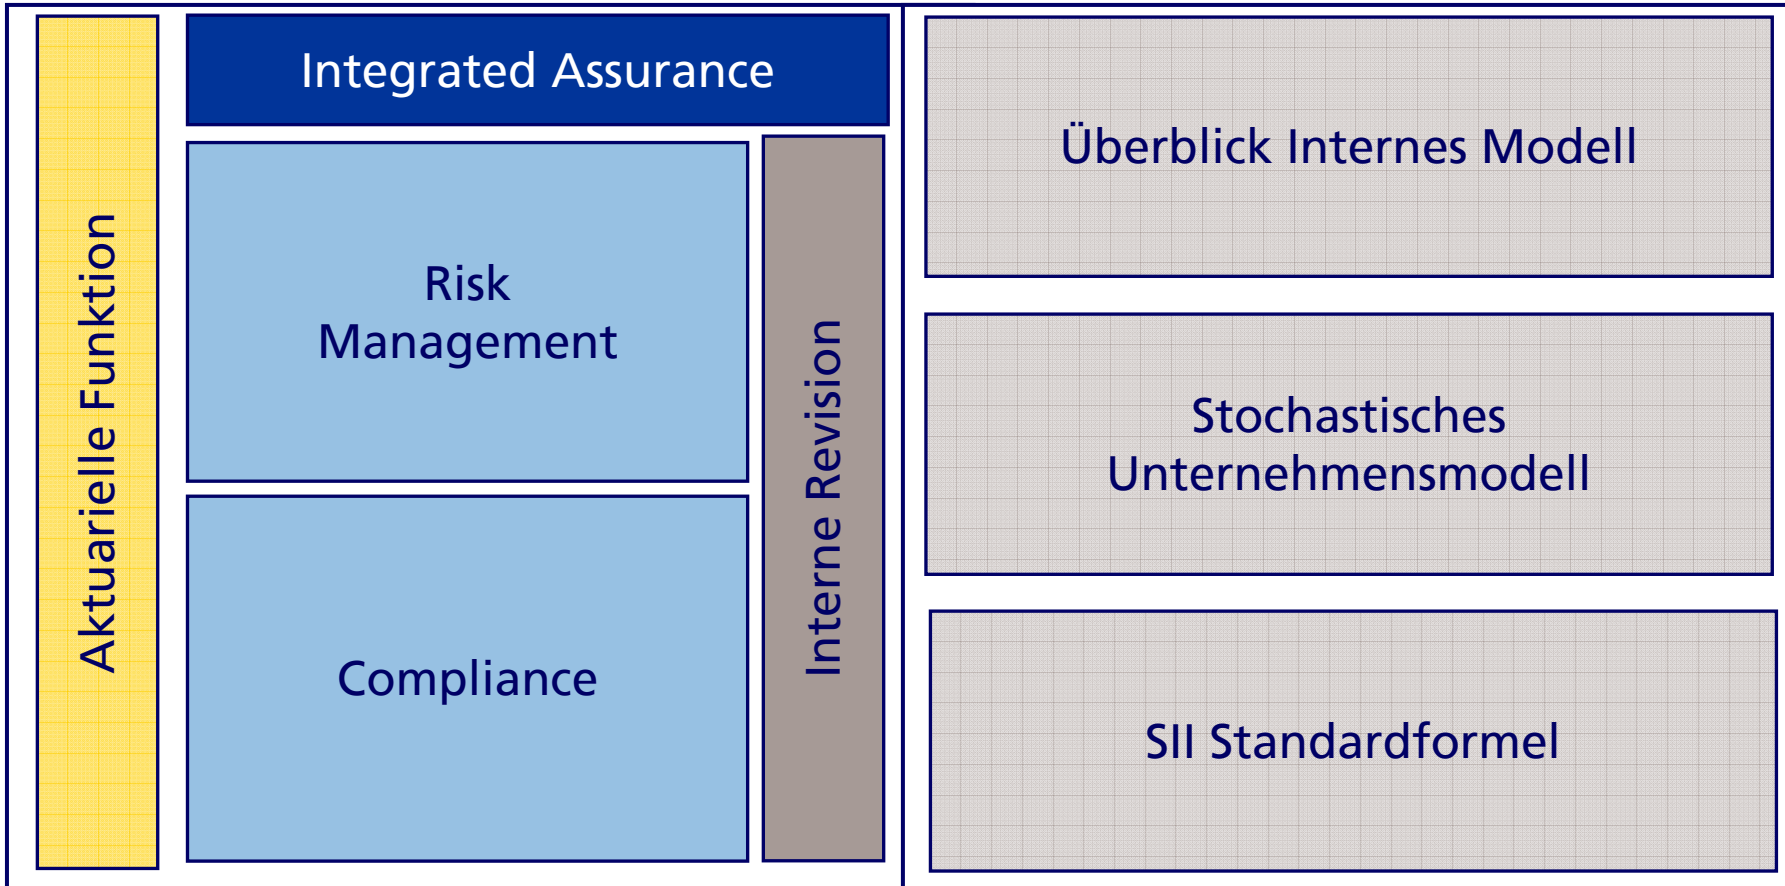 Aktuarielle Funktion
Integrated Assurance
Risk
Management
Compliance
Interne Revision
Überblick Internes Modell
Stochastisches
Unternehmensmodell
SII Standardformel